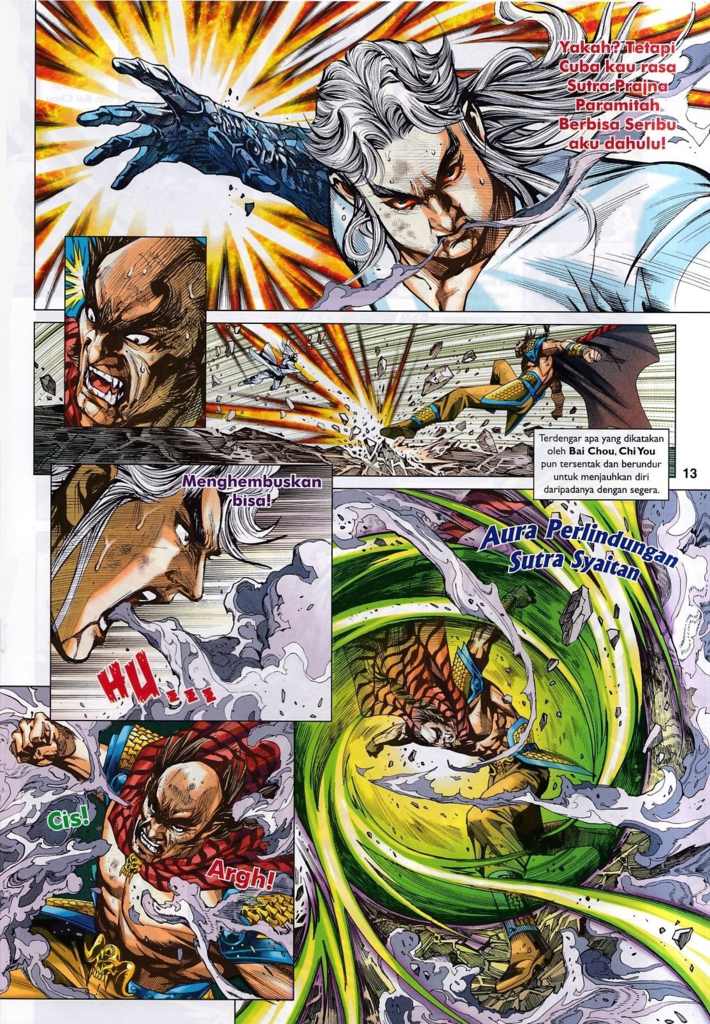 Yakah? Tetapi
Cuba kau rasa
Sutra Prajna
Paramitah
Berbisa Seribu
aku dahulu!
Terdengar apa yang dikatakan
oleh Bai Chou, Chi You
pun tersentak dan berundur
untuk menjauhkan diri
daripadanya dengan segera.
13
Menghembuskan
bisa!
HU...
Aura Perlindungan
Sutra Syaitan
Cis!
Argh!